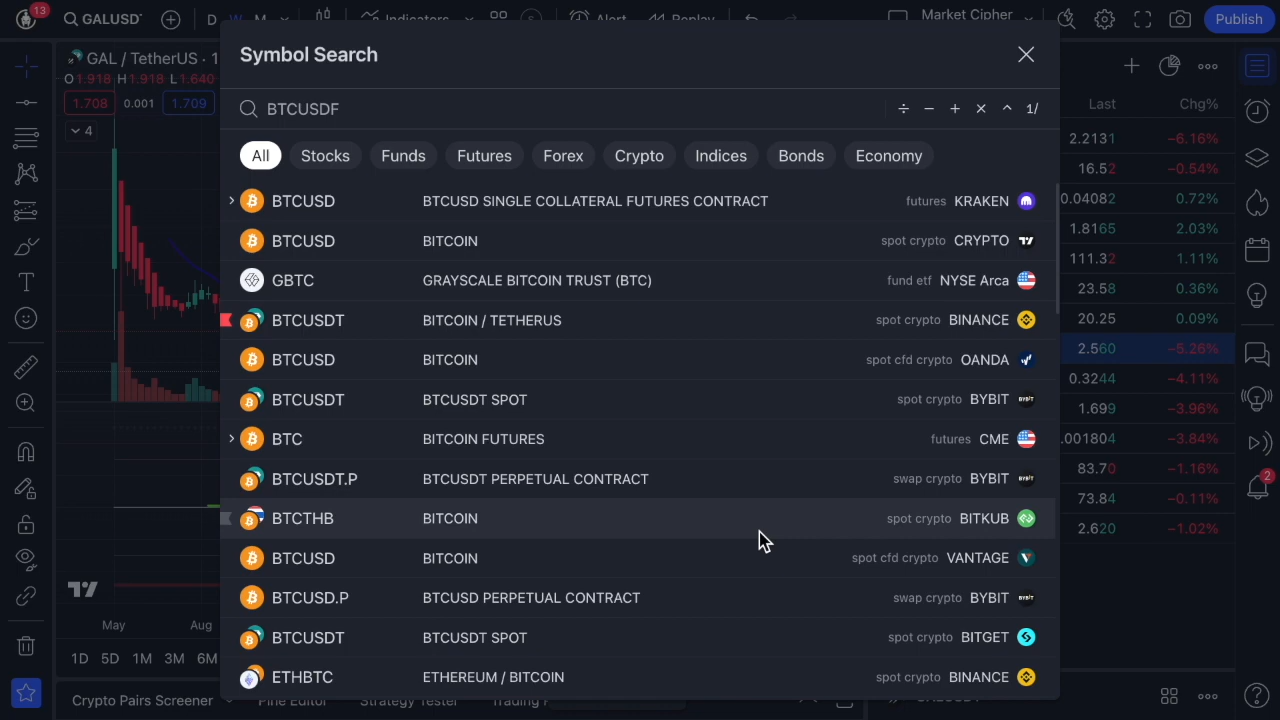 13
GALUSD
D W M
Indicators
Alert
Replay
Market Cipher
Publish
GAL / TetherUS · 1
O1.918 H1.918 L1.640
1.708 0.001 1.709
4
Symbol Search
BTCUSDF
÷ − + × ^ 1/
All Stocks Funds Futures Forex Crypto Indices Bonds Economy
BTCUSD BTCUSD SINGLE COLLATERAL FUTURES CONTRACT futures KRAKEN
BTCUSD BITCOIN spot crypto CRYPTO
GBTC GRAYSCALE BITCOIN TRUST (BTC) fund etf NYSE Arca
BTCUSDT BITCOIN / TETHERUS spot crypto BINANCE
BTCUSD BITCOIN spot cfd crypto OANDA
BTCUSDT BTCUSDT SPOT spot crypto BYBIT
BTC BITCOIN FUTURES futures CME
BTCUSDT.P BTCUSDT PERPETUAL CONTRACT swap crypto BYBIT
BTCTHB BITCOIN spot crypto BITKUB
BTCUSD BITCOIN spot cfd crypto VANTAGE
BTCUSD.P BTCUSD PERPETUAL CONTRACT swap crypto BYBIT
BTCUSDT BTCUSDT SPOT spot crypto BITGET
ETHBTC ETHEREUM / BITCOIN spot crypto BINANCE
Last Chg%
2.2131 −6.16%
16.52 −0.54%
0.04082 0.72%
1.8165 2.03%
111.32 1.11%
23.58 0.36%
20.25 0.09%
2.560 −5.26%
0.3244 −4.11%
1.699 −3.96%
.001804 −3.84%
83.70 −1.16%
73.84 −0.11%
2.620 −1.02%
2
May Aug
1D 5D 1M 3M 6M
Crypto Pairs Screener
Pine Editor
Strategy Tester